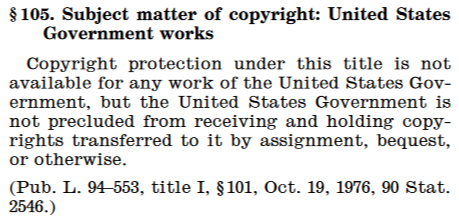 § 105. Subject matter of copyright: United States
Government works
Copyright protection under this title is not
available for any work of the United States Gov-
ernment, but the United States Government is
not precluded from receiving and holding copy-
rights transferred to it by assignment, bequest,
or otherwise.
(Pub. L. 94–553, title I, § 101, Oct. 19, 1976, 90 Stat.
2546.)